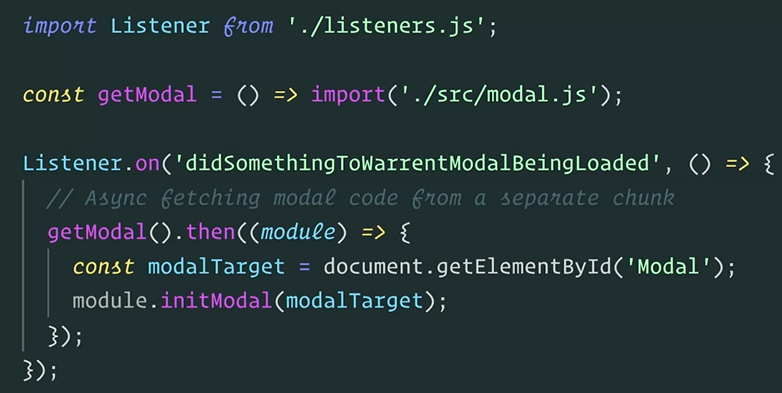 import Listener from './listeners.js';
const getModal = () => import('./src/modal.js');
Listener.on('didSomethingToWarrentModalBeingLoaded', () => {
// Async fetching modal code from a separate chunk
getModal().then((module) => {
const modalTarget = document.getElementById('Modal');
module.initModal(modalTarget);
});
});